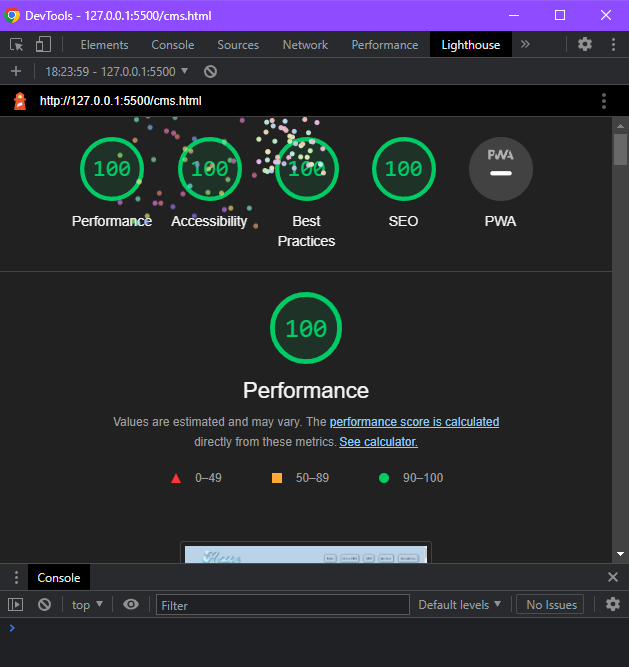 DevTools - 127.0.0.1:5500/cms.html
Elements Console Sources Network Performance Lighthouse
18:23:59 - 127.0.0.1:5500
http://127.0.0.1:5500/cms.html
100 100 100 100 PWA
Performance Accessibility Best Practices SEO PWA
100
Performance
Values are estimated and may vary. The performance score is calculated
directly from these metrics. See calculator.
0–49 50–89 90–100
Console
top Filter Default levels No Issues